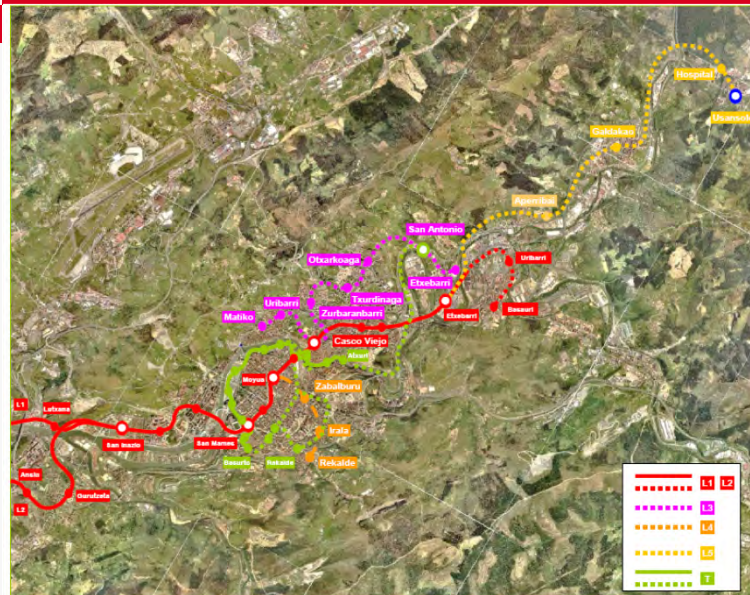 Hospital
Usansolo
Galdakao
Aperribai
San Antonio
Otxarkoaga
Uribarri
Etxebarri
Txurdinaga
Uribarri
Zurbaranbarri
Matiko
Etxebarri
Basauri
Casco Viejo
Atxuri
Moyua
Zabalburu
L1
Lutxana
Irala
San Inazio
San Mames
Basurto
Rekalde
Rekalde
Ansio
Gurutzeta
L2
L1 L2
L3
L4
L5
T